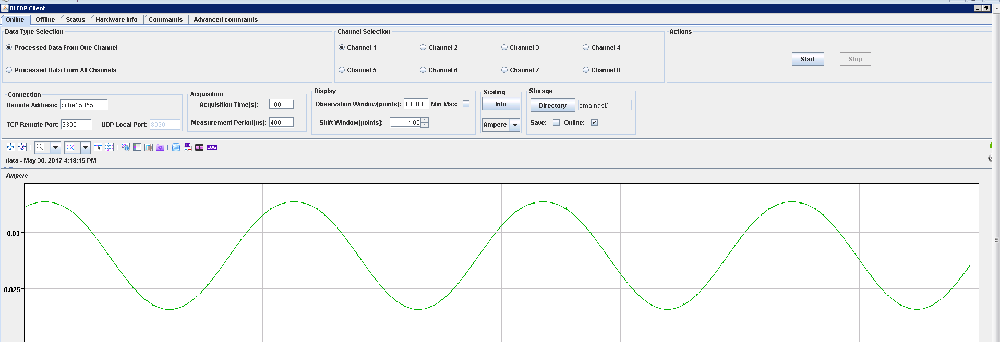 BLEDP Client
Online Offline Status Hardware info Commands Advanced commands
Data Type Selection
Processed Data From One Channel
Processed Data From All Channels
Channel Selection
Channel 1 Channel 2 Channel 3 Channel 4
Channel 5 Channel 6 Channel 7 Channel 8
Actions
Start Stop
Connection
Remote Address: pcbe15055
TCP Remote Port: 2305 UDP Local Port: 8090
Acquisition
Acquisition Time[s]: 100
Measurement Period[us]: 400
Display
Observation Window[points]: 10000 Min-Max:
Shift Window[points]: 100
Scaling
Info
Ampere
Storage
Directory omalnasi/
Save: Online:
LOG
data - May 30, 2017 4:18:15 PM
Ampere
0.03
0.025